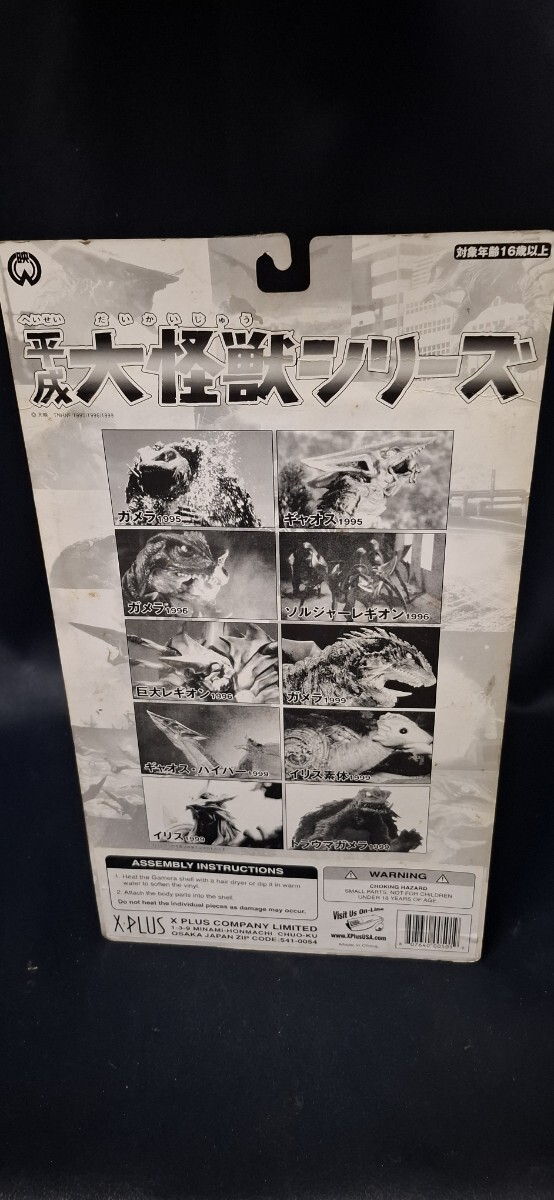 対象年齢16歳以上
へいせい だいかいじゅう
平成大怪獣シリーズ
ガメラ1995
ギャオス1995
ガメラ1996
ソルジャーレギオン1996
巨大レギオン1996
ガメラ1999
ギャオス・ハイパー1999
イリス素体1999
イリス1999
トラウマガメラ1999
ASSEMBLY INSTRUCTIONS
1. Heat the Gamera shell with a hair dryer or dip it in warm
water to soften the vinyl.
2. Attach the body parts into the shell.
Do not heat the individual pieces as damage may occur.
WARNING
CHOKING HAZARD
SMALL PARTS. NOT FOR CHILDREN
UNDER 16 YEARS OF AGE.
X-PLUS
X PLUS COMPANY LIMITED
1-3-9 MINAMI-HONMACHI CHUO-KU
OSAKA JAPAN ZIP CODE:541-0054
Visit Us On-Line
www.XPlusUSA.com
Made in China